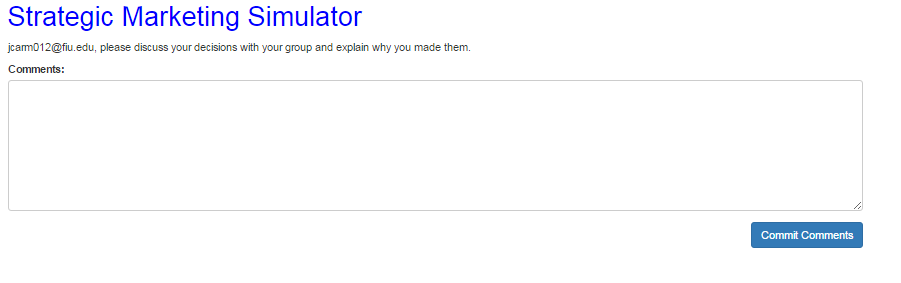 Strategic Marketing Simulator
jcarm012@fiu.edu, please discuss your decisions with your group and explain why you made them.
Comments:
Commit Comments